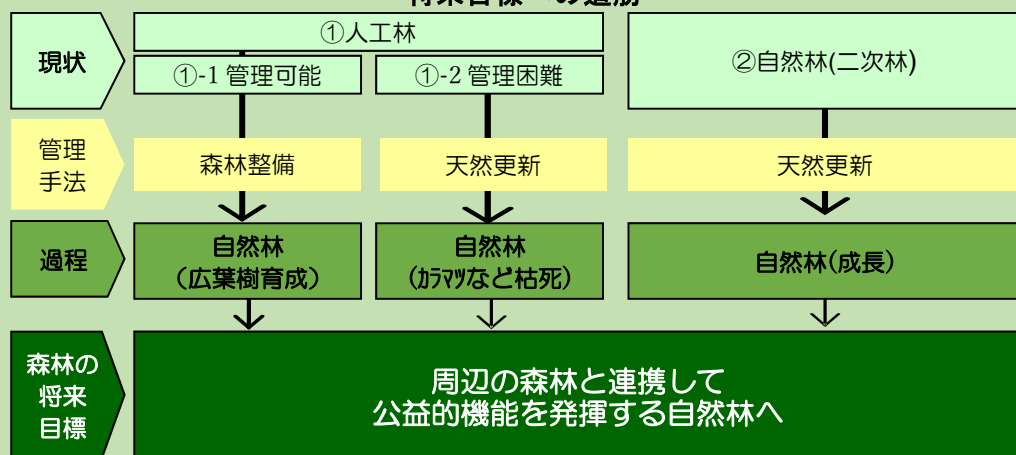 現状
①人工林
①-1 管理可能
①-2 管理困難
②自然林(二次林)
管理
手法
森林整備
天然更新
天然更新
過程
自然林
（広葉樹育成）
自然林
(ｶﾗﾏﾂなど枯死)
自然林(成長)
森林の
将来
目標
周辺の森林と連携して
公益的機能を発揮する自然林へ